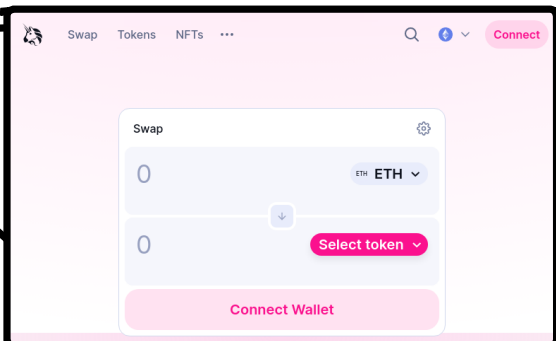 Swap Tokens NFTs ••• Connect
Swap
0 ETH ETH
0 Select token
Connect Wallet